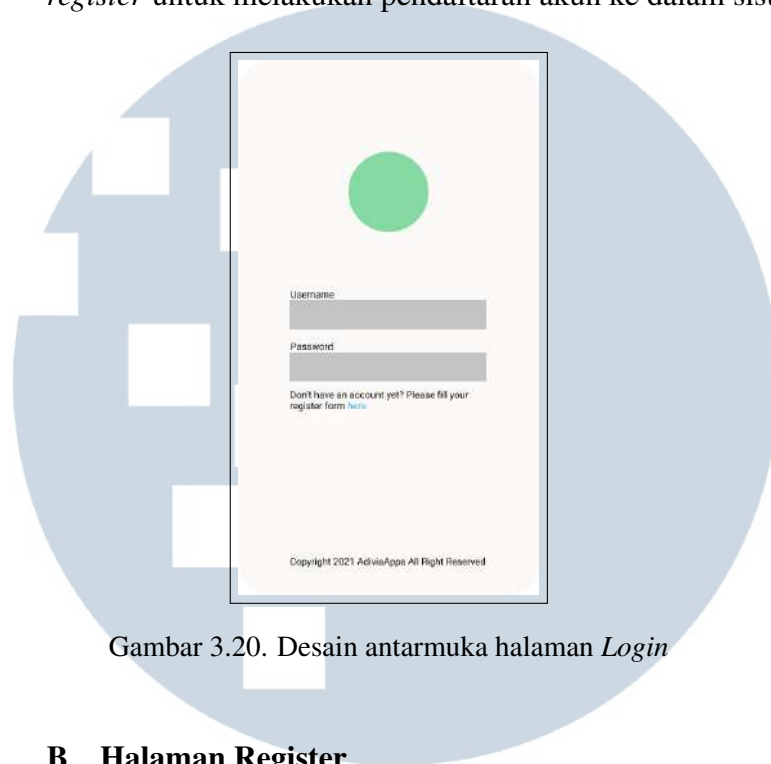 register untuk melakukan pendaftaran akun ke dalam sist
Username
Password
Don't have an account yet? Please fill your
register form here
Copyright 2021 AdiviaApps All Right Reserved
Gambar 3.20. Desain antarmuka halaman Login
B Halaman Register